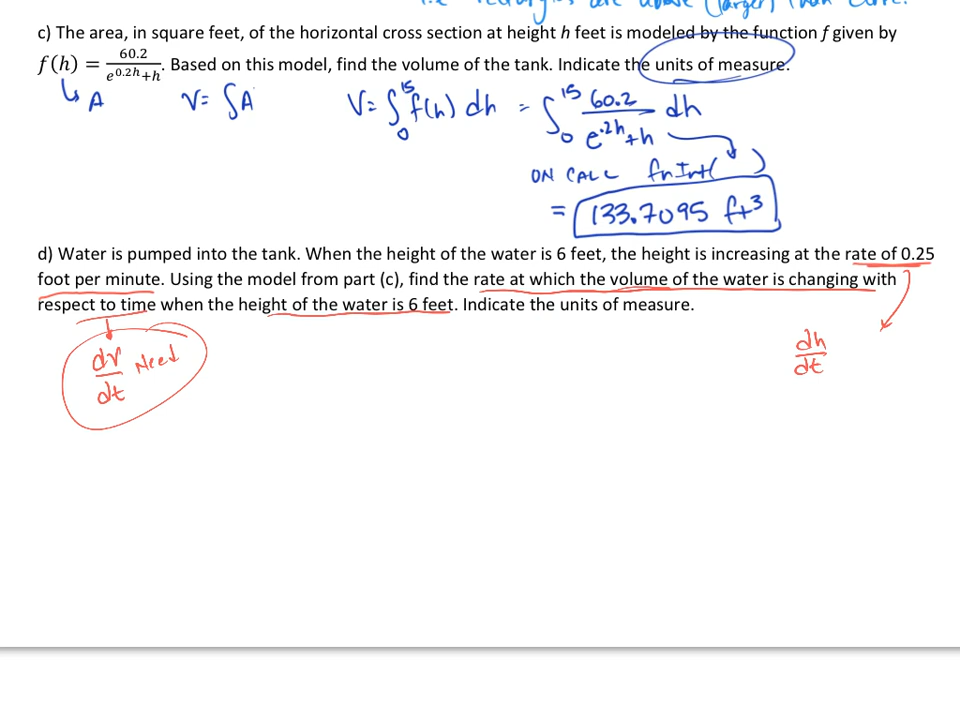 c) The area, in square feet, of the horizontal cross section at height h feet is modeled by the function f given by
f(h) = 60.2 / e^0.2h+h. Based on this model, find the volume of the tank. Indicate the units of measure.
↳ A V= ∫A V= ∫₀¹⁵ f(h) dh = ∫₀¹⁵ 60.2 / e^.2h+h dh
ON CALC fnInt( )
= 133.7095 ft³
d) Water is pumped into the tank. When the height of the water is 6 feet, the height is increasing at the rate of 0.25
foot per minute. Using the model from part (c), find the rate at which the volume of the water is changing with
respect to time when the height of the water is 6 feet. Indicate the units of measure.
dv/dt Need dh/dt